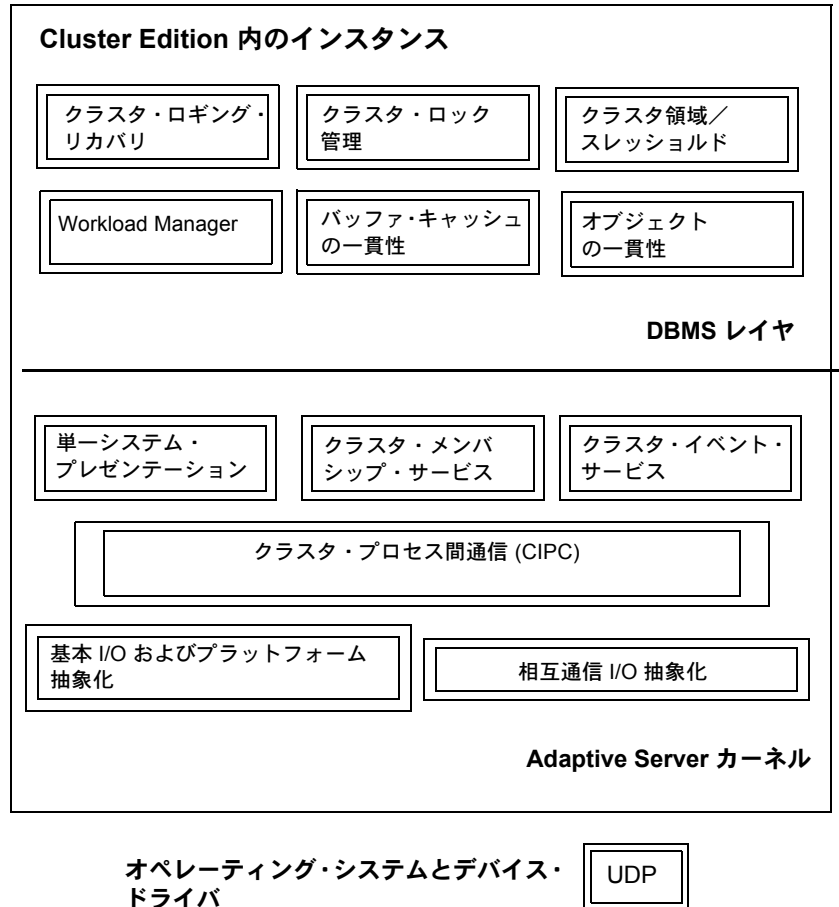 Cluster Edition 内のインスタンス
クラスタ・ロギング・
リカバリ
クラスタ・ロック
管理
クラスタ領域／
スレッショルド
Workload Manager
バッファ・キャッシュ
の一貫性
オブジェクト
の一貫性
DBMS レイヤ
単一システム・
プレゼンテーション
クラスタ・メンバ
シップ・サービス
クラスタ・イベント・
サービス
クラスタ・プロセス間通信 (CIPC)
基本 I/O およびプラットフォーム
抽象化
相互通信 I/O 抽象化
Adaptive Server カーネル
オペレーティング・システムとデバイス・
ドライバ
UDP